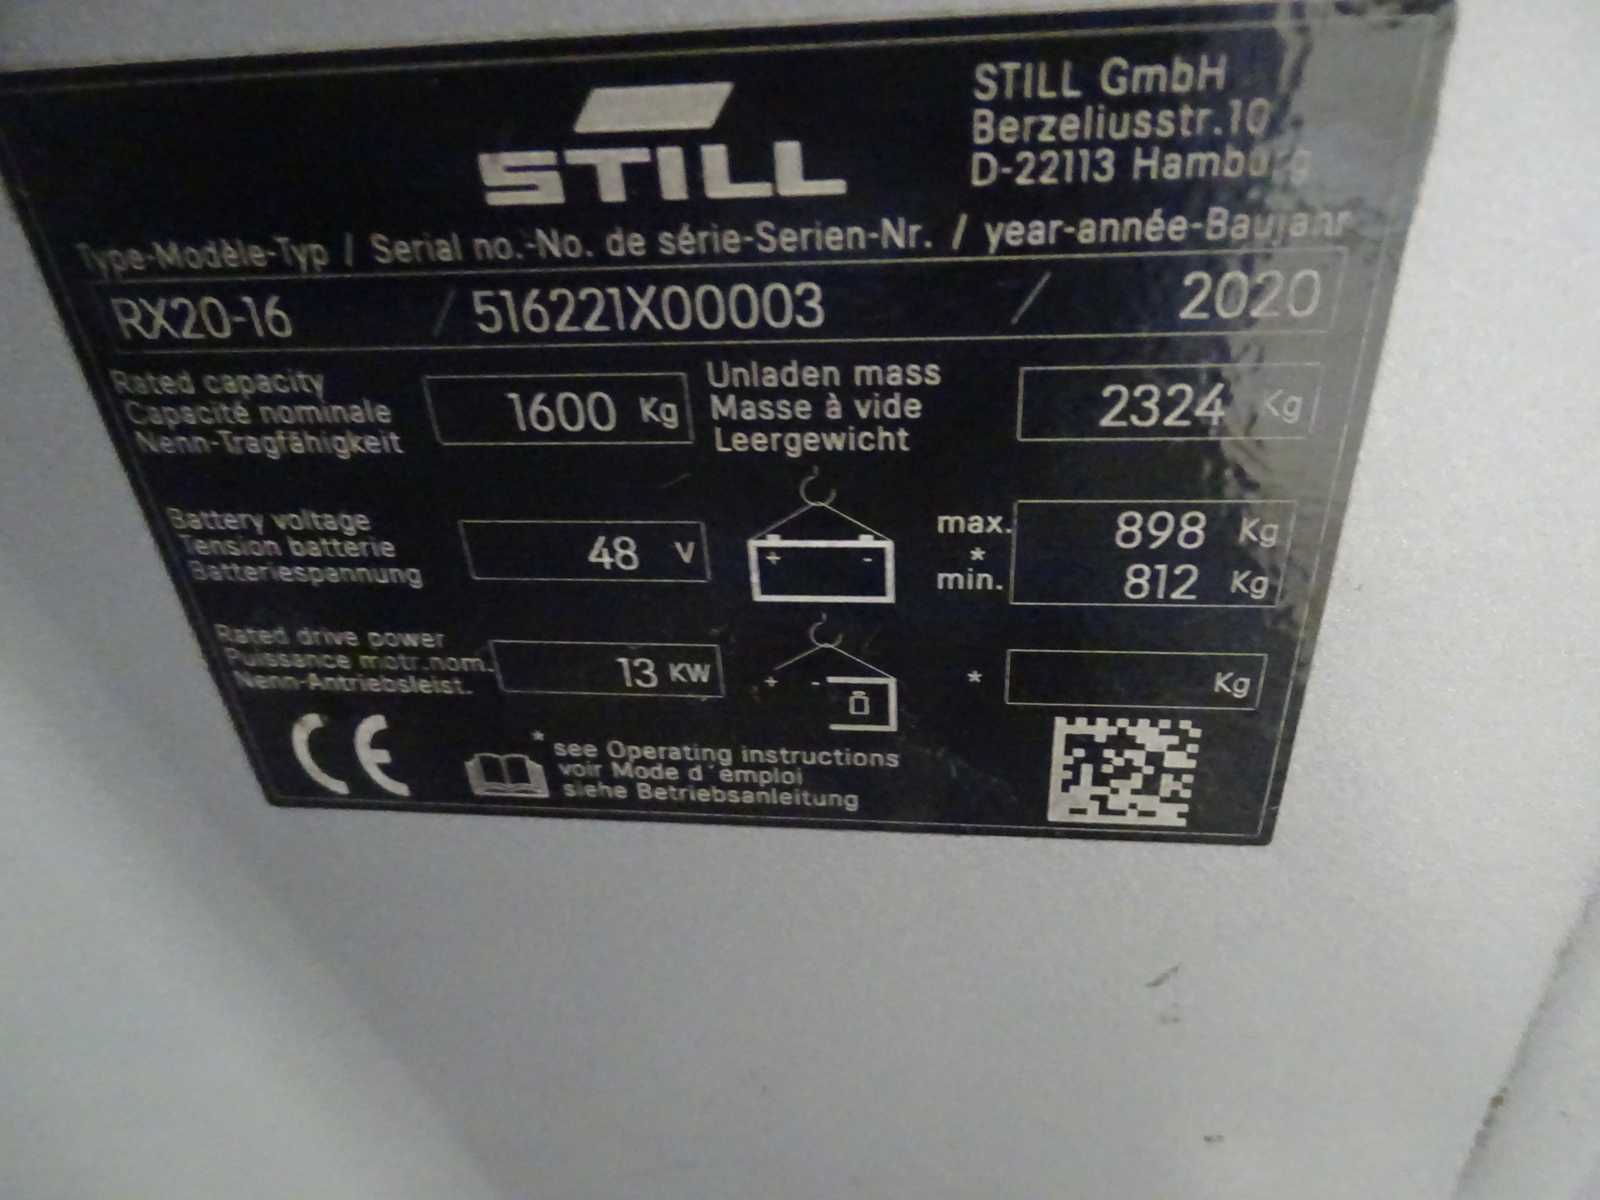 STILL
STILL GmbH
Berzeliusstr.10
D-22113 Hamburg
Type-Modèle-Typ / Serial no.-No. de série-Serien-Nr. / year-année-Baujahr
RX20-16 / 516221X00003 / 2020
Rated capacity
Capacité nominale
Nenn-Tragfähigkeit
1600 Kg
Unladen mass
Masse à vide
Leergewicht
2324 Kg
Battery voltage
Tension batterie
Batteriespannung
48 V
+ -
max.
*
min.
898 Kg
812 Kg
Rated drive power
Puissance motr.nom.
Nenn-Antriebsleist.
13 KW
+ -
* Kg
CE
* see Operating instructions
voir Mode d'emploi
siehe Betriebsanleitung